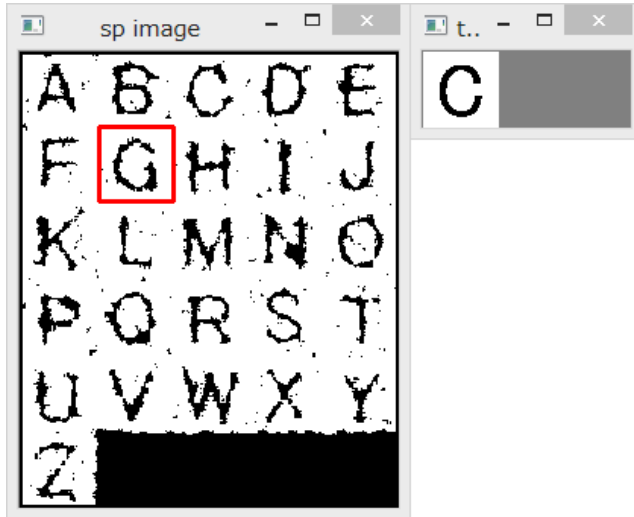 sp image
t..
C
A B C D E
F G H I J
K L M N O
P Q R S T
U V W X Y
Z